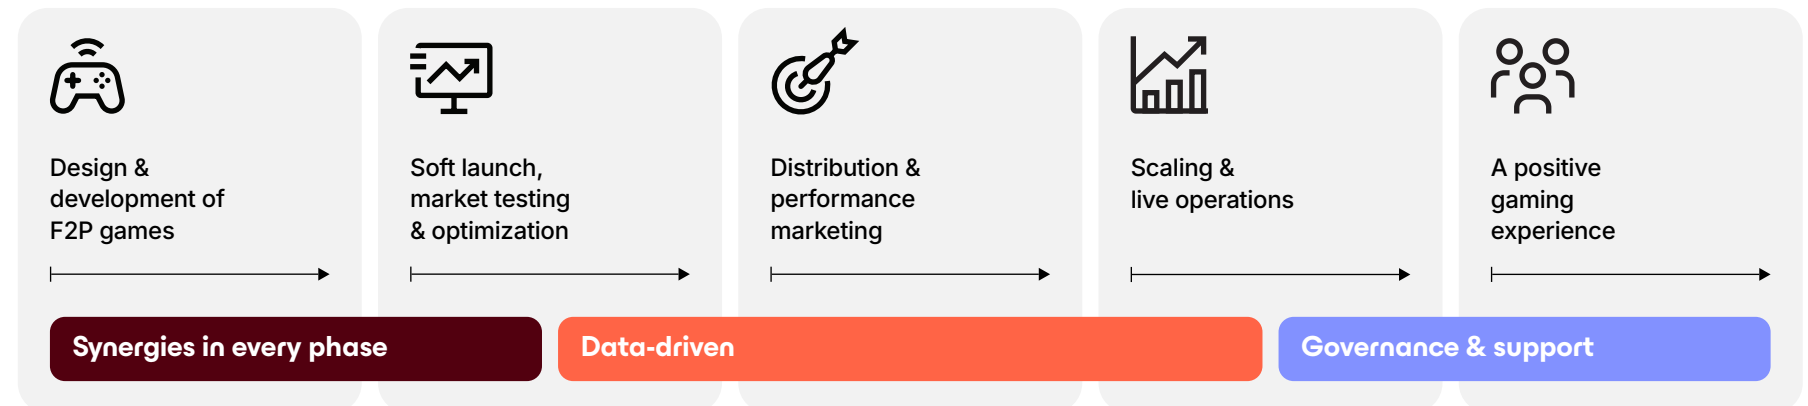 Design &
development of
F2P games
Soft launch,
market testing
& optimization
Distribution &
performance
marketing
Scaling &
live operations
A positive
gaming
experience
Synergies in every phase
Data-driven
Governance & support